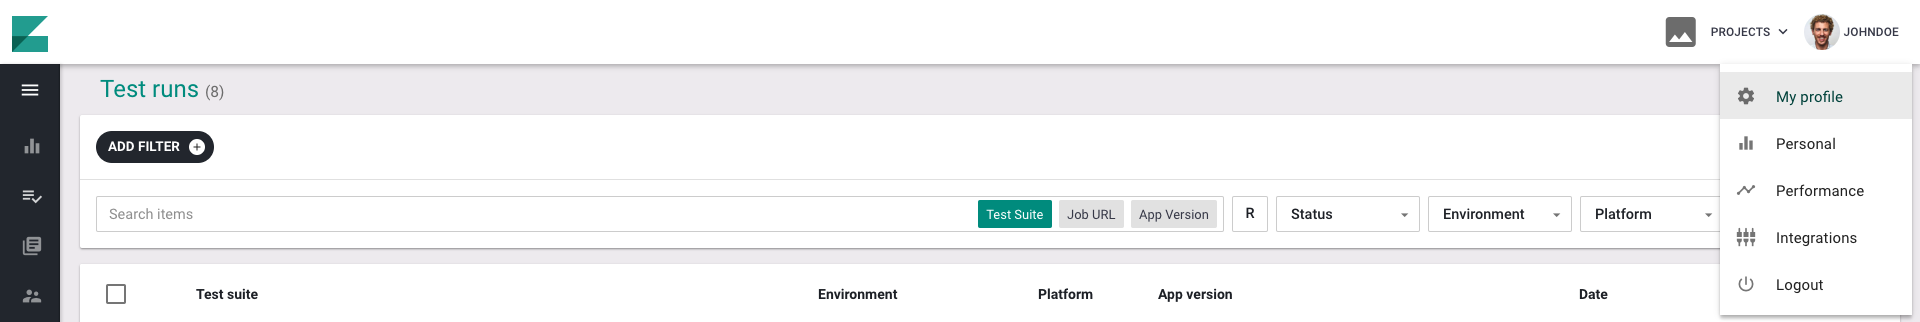 PROJECTS
JOHNDOE
Test runs (8)
My profile
ADD FILTER
Personal
Performance
Search items
Test Suite
Job URL
App Version
R
Status
Environment
Platform
Integrations
Logout
Test suite
Environment
Platform
App version
Date